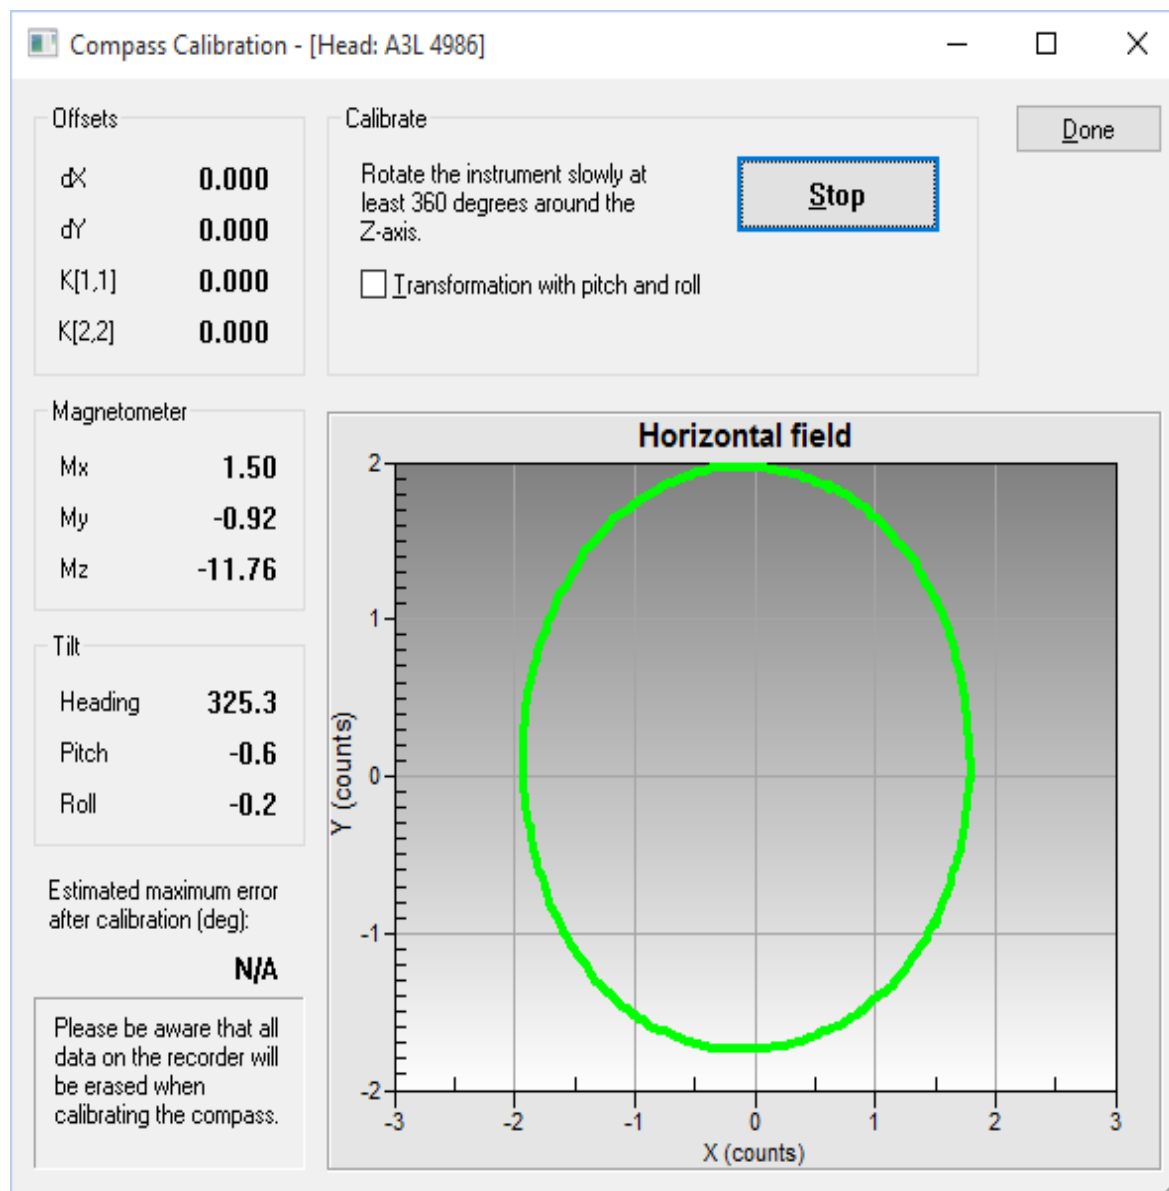 Compass Calibration - [Head: A3L 4986]
Offsets
dX 0.000
dY 0.000
K[1,1] 0.000
K[2,2] 0.000
Calibrate
Rotate the instrument slowly at
least 360 degrees around the
Z-axis.
Stop
Transformation with pitch and roll
Done
Magnetometer
Mx 1.50
My -0.92
Mz -11.76
Tilt
Heading 325.3
Pitch -0.6
Roll -0.2
Estimated maximum error
after calibration (deg):
N/A
Please be aware that all
data on the recorder will
be erased when
calibrating the compass.
Horizontal field
Y (counts)
2
1
0
-1
-2
-3 -2 -1 0 1 2 3
X (counts)